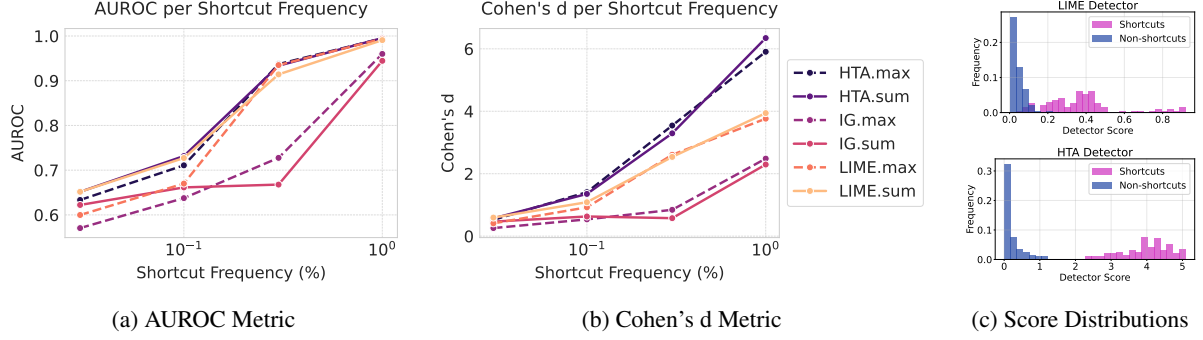 AUROC per Shortcut Frequency
1.0
0.9
0.8
0.7
0.6
AUROC
10⁻¹
10⁰
Shortcut Frequency (%)
(a) AUROC Metric
Cohen's d per Shortcut Frequency
6
4
2
0
Cohen's d
10⁻¹
10⁰
Shortcut Frequency (%)
(b) Cohen's d Metric
HTA.max
HTA.sum
IG.max
IG.sum
LIME.max
LIME.sum
LIME Detector
Shortcuts
Non-shortcuts
Frequency
0.2
0.1
0.0
0.0 0.2 0.4 0.6 0.8
Detector Score
HTA Detector
Shortcuts
Non-shortcuts
Frequency
0.3
0.2
0.1
0.0
0 1 2 3 4 5
Detector Score
(c) Score Distributions